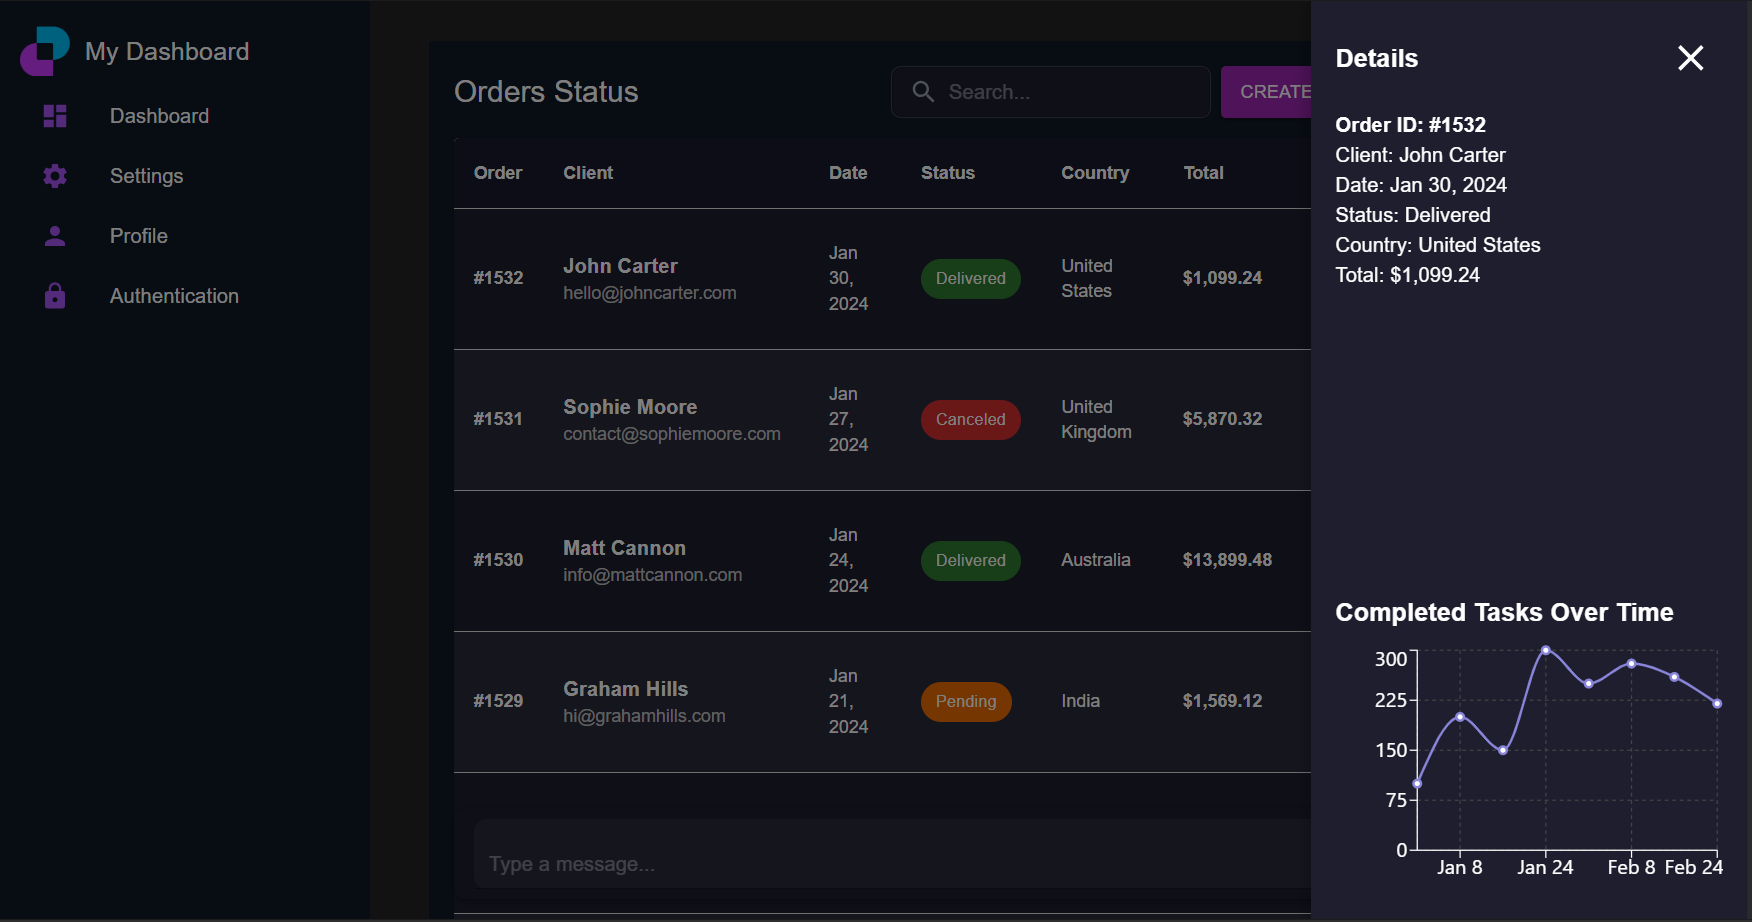 My Dashboard
Dashboard
Settings
Profile
Authentication
Orders Status
Search...
CREATE
Order Client Date Status Country Total
#1532
John Carter
hello@johncarter.com
Jan
30,
2024
Delivered
United
States
$1,099.24
#1531
Sophie Moore
contact@sophiemoore.com
Jan
27,
2024
Canceled
United
Kingdom
$5,870.32
#1530
Matt Cannon
info@mattcannon.com
Jan
24,
2024
Delivered
Australia
$13,899.48
#1529
Graham Hills
hi@grahamhills.com
Jan
21,
2024
Pending
India
$1,569.12
Type a message...
Details
Order ID: #1532
Client: John Carter
Date: Jan 30, 2024
Status: Delivered
Country: United States
Total: $1,099.24
Completed Tasks Over Time
300
225
150
75
0
Jan 8 Jan 24 Feb 8 Feb 24